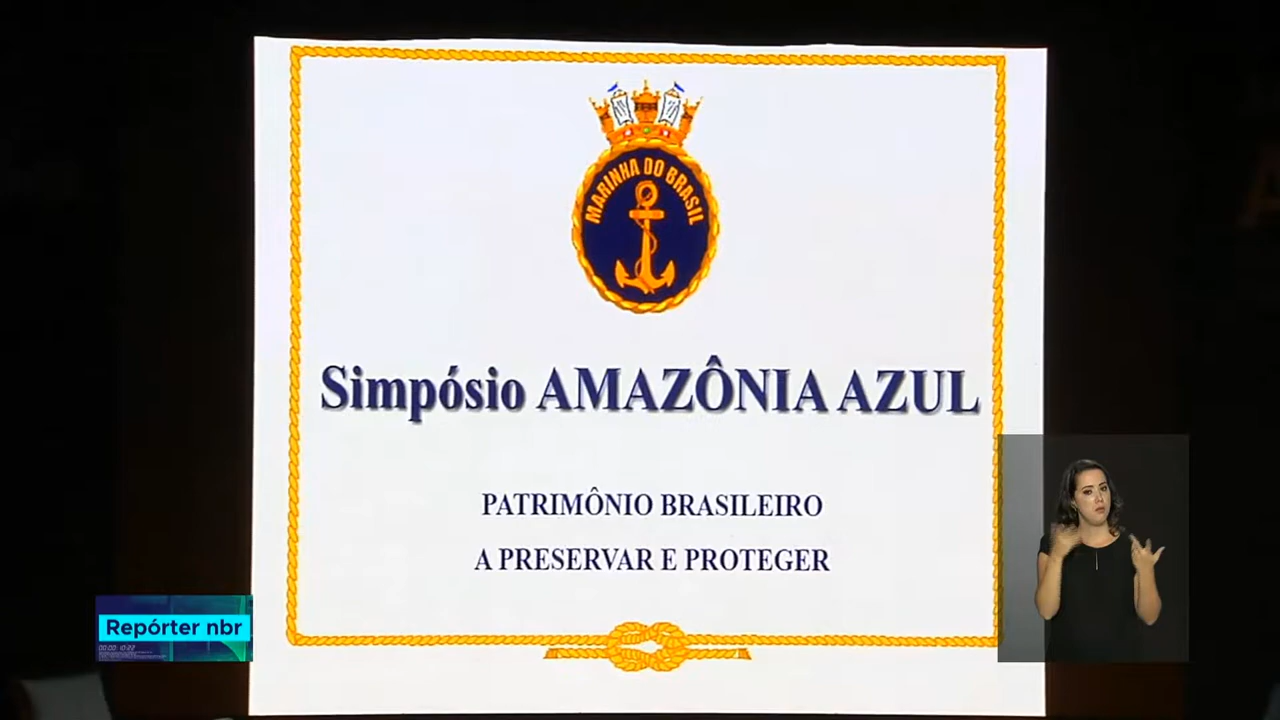 MARINHA DO BRASIL
Simpósio AMAZÔNIA AZUL
PATRIMÔNIO BRASILEIRO
A PRESERVAR E PROTEGER
Repórter nbr